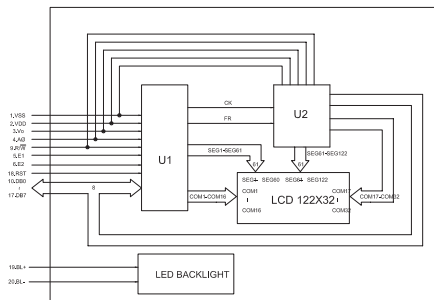 1,VSS
2,VDD
3,Vo
4,A0
9.R/W
5,E1
6,E2
18,RST
10,DB0
17,DB7
8
U1
U2
CK
FR
SEG1-SEG61
SEG61-SEG122
61
61
SEG1- SEG60
SEG61- SEG122
COM1
COM16
COM17
COM32
COM1-COM16
COM17-COM32
LCD 122X32
19.BL+
20.BL-
LED BACKLIGHT